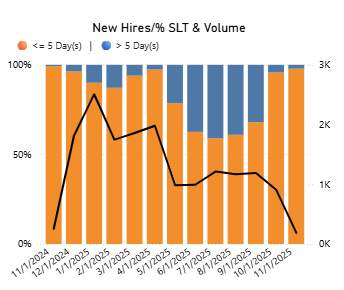 New Hires/% SLT & Volume
<= 5 Day(s) | > 5 Day(s)
100%
50%
0%
3K
2K
1K
0K
11/1/2024
12/1/2024
1/1/2025
2/1/2025
3/1/2025
4/1/2025
5/1/2025
6/1/2025
7/1/2025
8/1/2025
9/1/2025
10/1/2025
11/1/2025